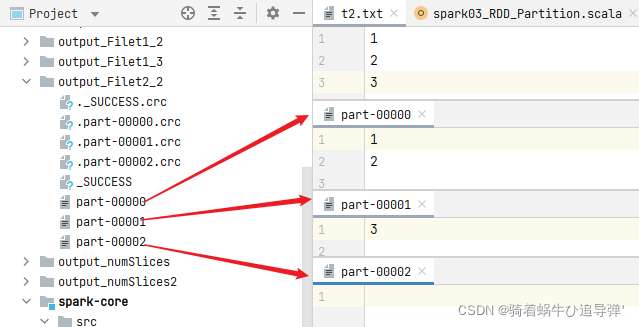 Project
output_Filet1_2
output_Filet1_3
output_Filet2_2
._SUCCESS.crc
.part-00000.crc
.part-00001.crc
.part-00002.crc
_SUCCESS
part-00000
part-00001
part-00002
output_numSlices
output_numSlices2
spark-core
src
t2.txt spark03_RDD_Partition.scala
1 1
2 2
3 3
part-00000
1 1
2 2
3
part-00001
1 3
2
part-00002
1
CSDN @骑着蜗牛ひ追导弹'